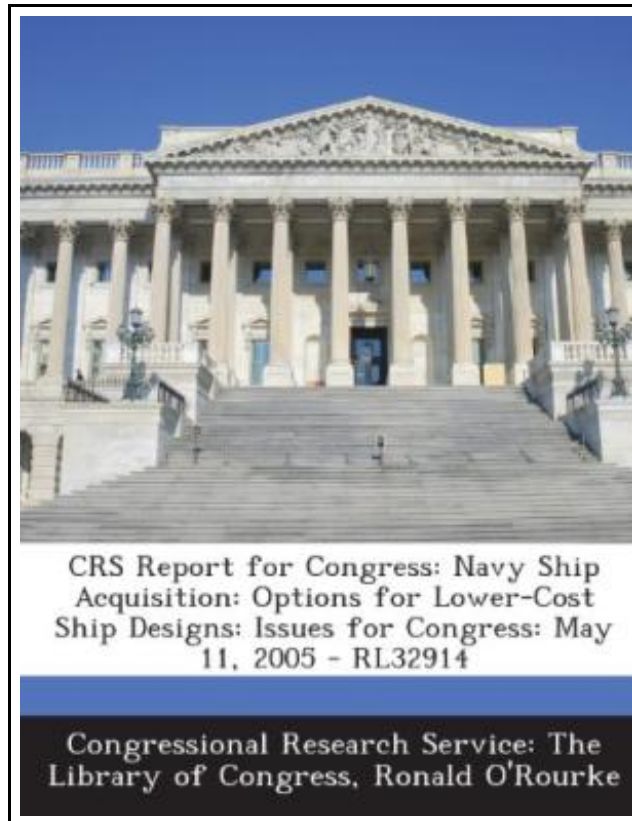 CRS Report for Congress: Navy Ship
Acquisition: Options for Lower-Cost
Ship Designs: Issues for Congress: May
11, 2005 - RL32914
Congressional Research Service: The
Library of Congress, Ronald O'Rourke